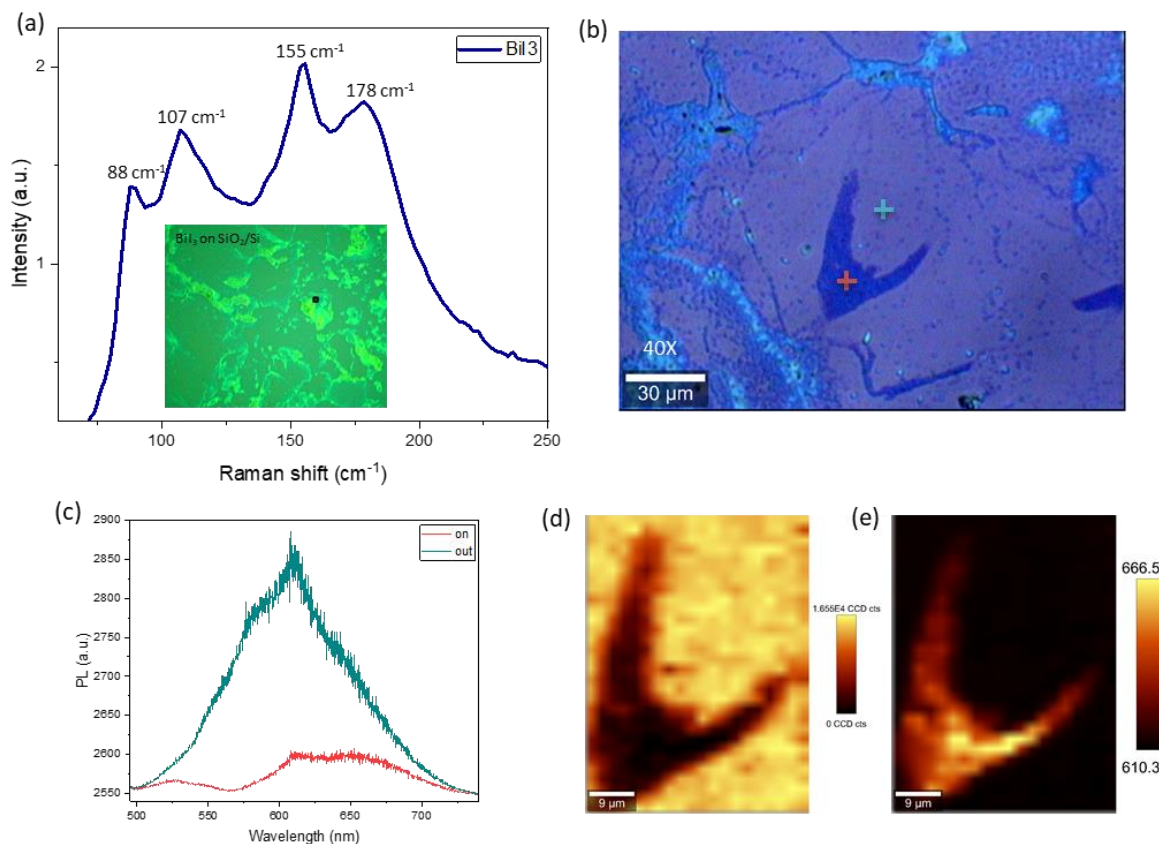 (a)
BiI3
155 cm⁻¹
178 cm⁻¹
107 cm⁻¹
88 cm⁻¹
BiI₃ on SiO₂/Si
2
1
Intensity (a.u.)
100 150 200 250
Raman shift (cm⁻¹)
(b)
40X
30 µm
(c)
on
out
2900
2850
2800
2750
2700
2650
2600
2550
PL (a.u.)
500 550 600 650 700
Wavelength (nm)
(d)
1.655E4 CCD cts
0 CCD cts
9 µm
(e)
666.5
610.3
9 µm